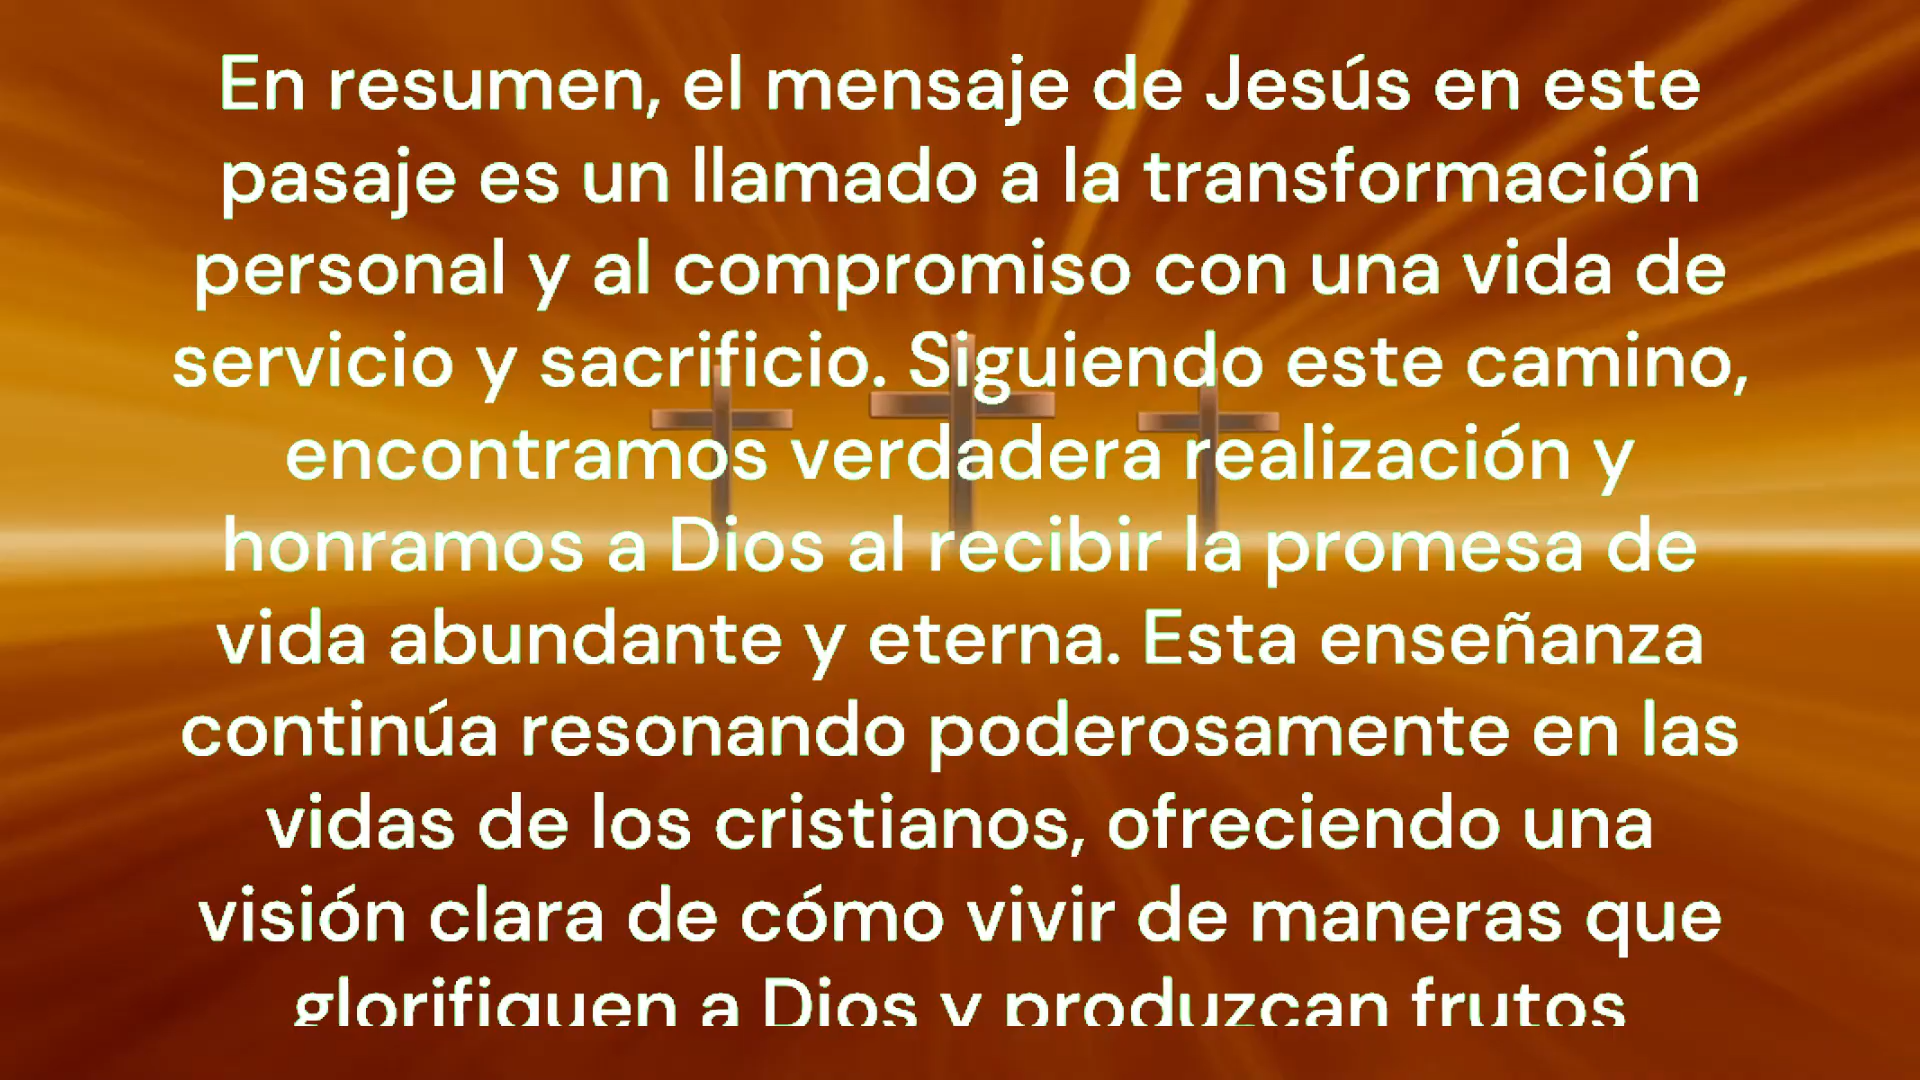 En resumen, el mensaje de Jesús en este
pasaje es un llamado a la transformación
personal y al compromiso con una vida de
servicio y sacrificio. Siguiendo este camino,
encontramos verdadera realización y
honramos a Dios al recibir la promesa de
vida abundante y eterna. Esta enseñanza
continúa resonando poderosamente en las
vidas de los cristianos, ofreciendo una
visión clara de cómo vivir de maneras que
glorifiquen a Dios y produzcan frutos